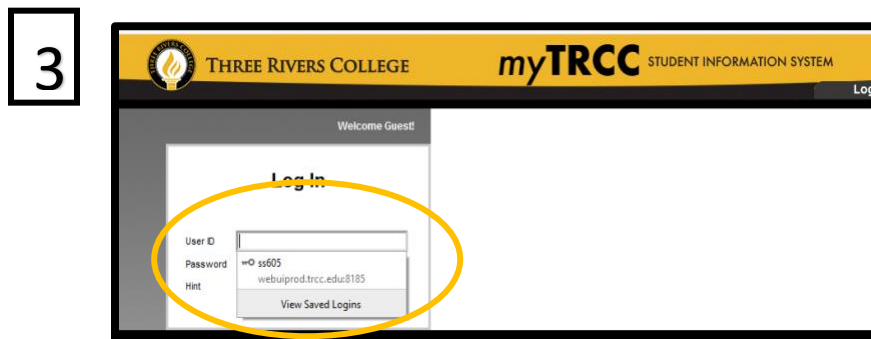 3
THREE RIVERS COLLEGE
myTRCC STUDENT INFORMATION SYSTEM
Log
Welcome Guest!
Log In
User ID
Password
ss605
webuiprod.trcc.edu:8185
Hint
View Saved Logins